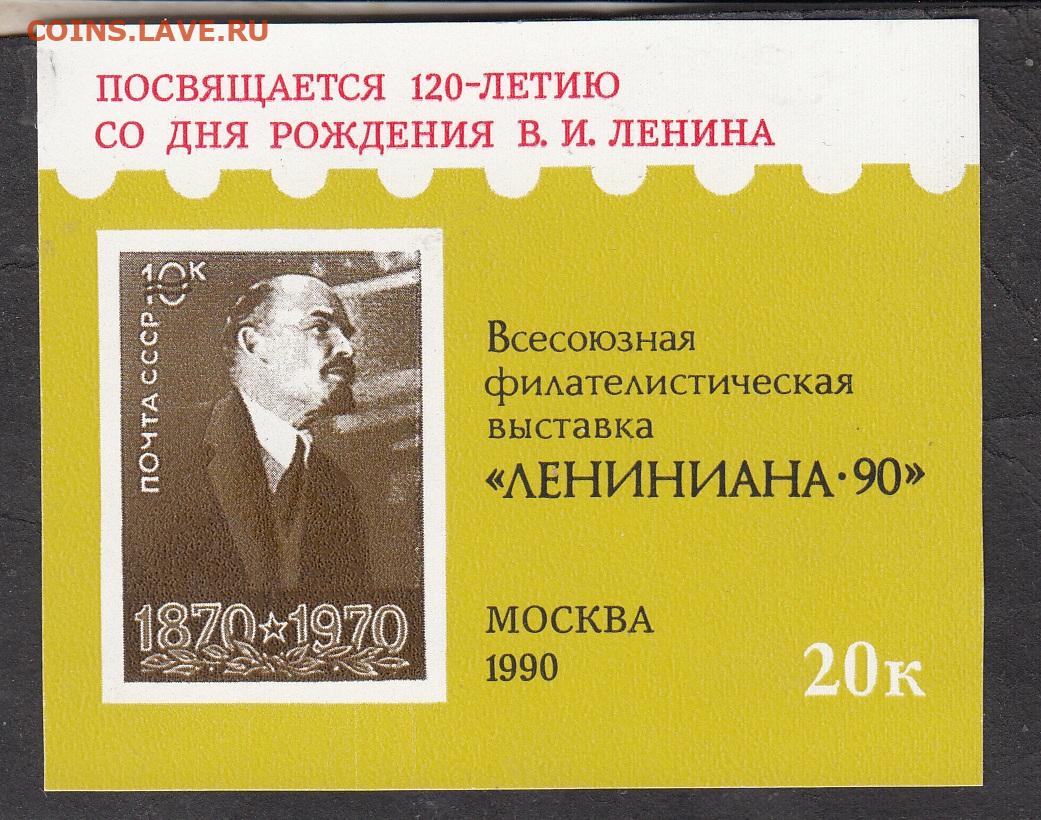 COINS.LAVE.RU
ПОСВЯЩАЕТСЯ 120-ЛЕТИЮ
СО ДНЯ РОЖДЕНИЯ В. И. ЛЕНИНА
10К
ПОЧТА СССР
1870☆1970
Всесоюзная
филателистическая
выставка
«ЛЕНИНИАНА·90»
МОСКВА
1990
20к